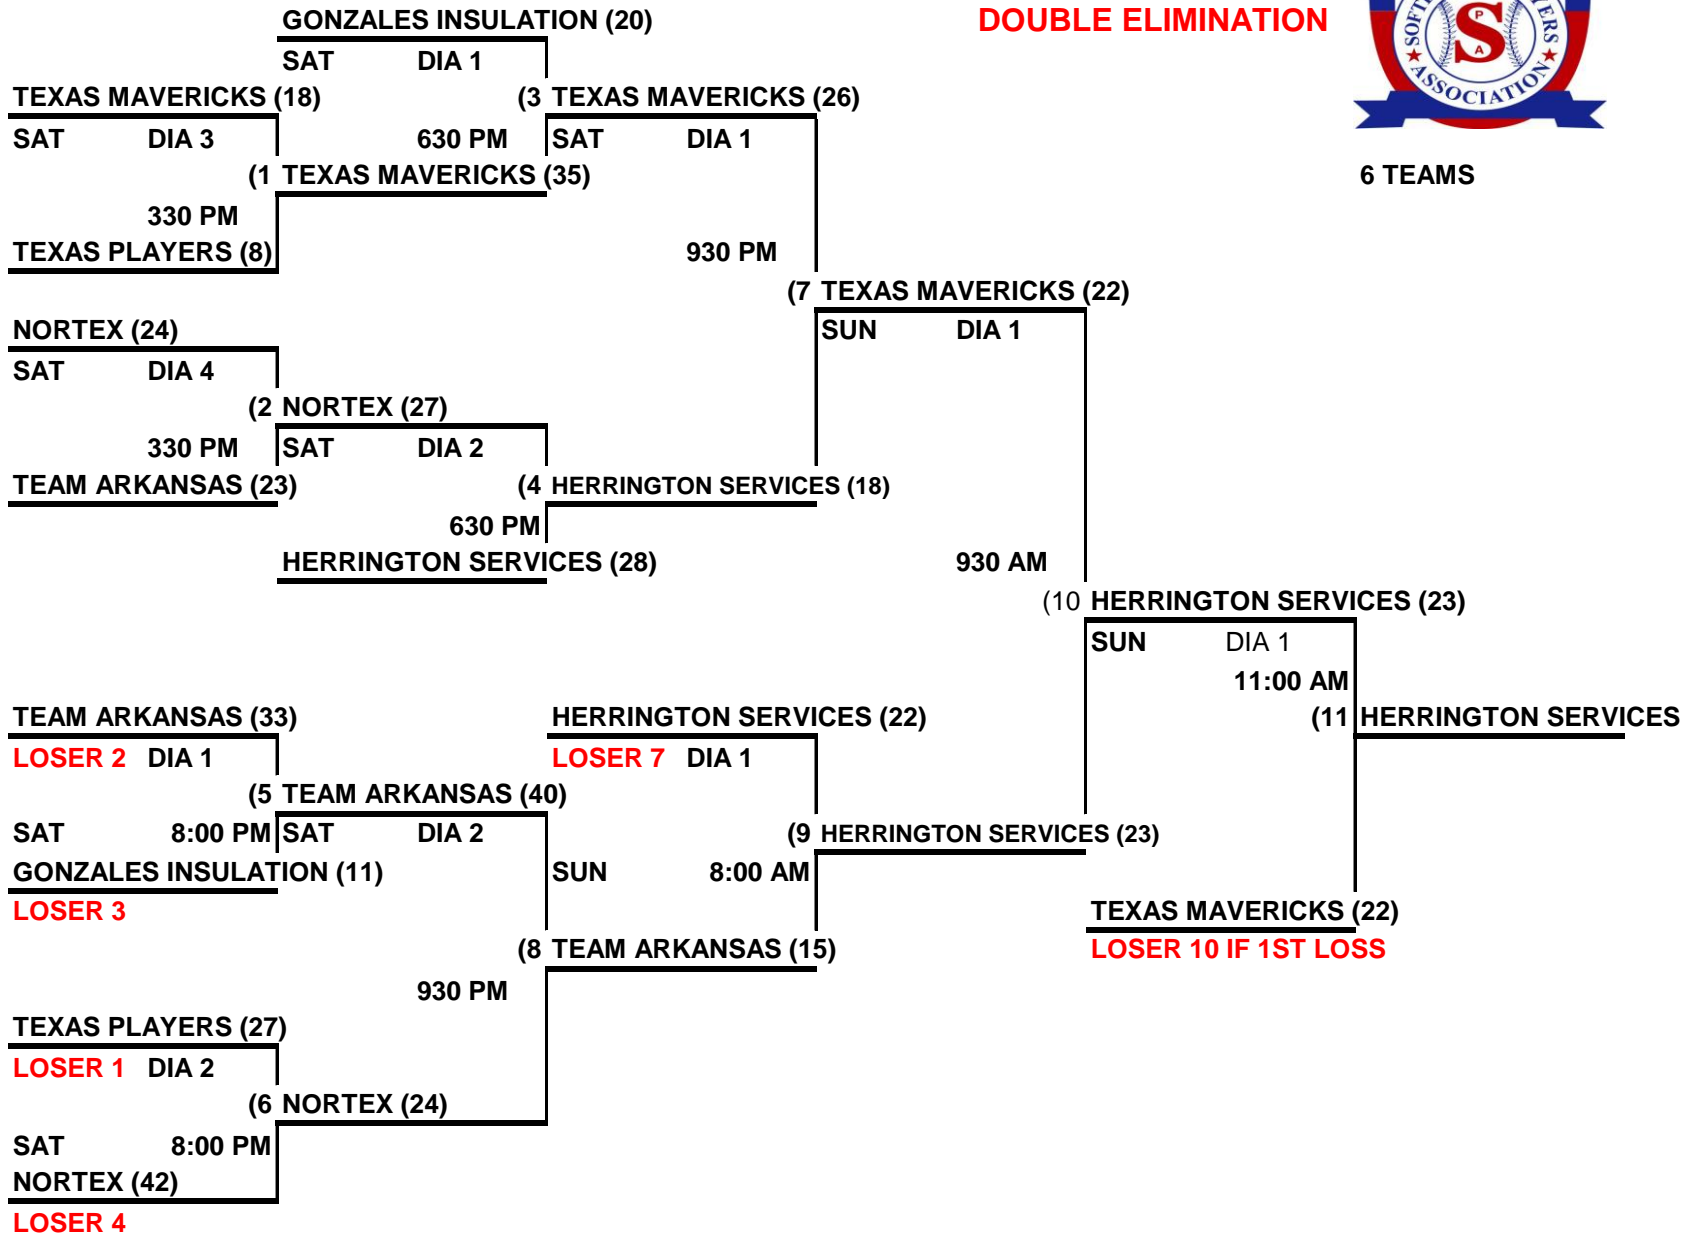 GONZALES INSULATION (20)
DOUBLE ELIMINATION
SAT DIA 1
TEXAS MAVERICKS (18)
(3 TEXAS MAVERICKS (26)
S
P
A
ASSOCIATION
SAT DIA 3
630 PM
SAT DIA 1
(1 TEXAS MAVERICKS (35)
6 TEAMS
330 PM
TEXAS PLAYERS (8)
930 PM
(7 TEXAS MAVERICKS (22)
NORTEX (24)
SUN DIA 1
SAT DIA 4
(2 NORTEX (27)
330 PM
SAT DIA 2
TEAM ARKANSAS (23)
(4 HERRINGTON SERVICES (18)
630 PM
HERRINGTON SERVICES (28)
930 AM
(10 HERRINGTON SERVICES (23)
SUN DIA 1
11:00 AM
TEAM ARKANSAS (33)
HERRINGTON SERVICES (22)
(11 HERRINGTON SERVICES
LOSER 2 DIA 1
LOSER 7 DIA 1
(5 TEAM ARKANSAS (40)
SAT 8:00 PM
SAT DIA 2
(9 HERRINGTON SERVICES (23)
GONZALES INSULATION (11)
SUN 8:00 AM
LOSER 3
TEXAS MAVERICKS (22)
(8 TEAM ARKANSAS (15)
LOSER 10 IF 1ST LOSS
930 PM
TEXAS PLAYERS (27)
LOSER 1 DIA 2
(6 NORTEX (24)
SAT 8:00 PM
NORTEX (42)
LOSER 4